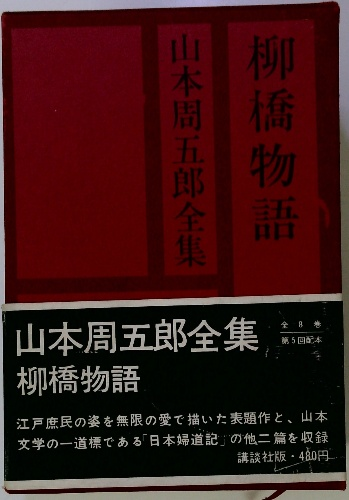 柳橋物語
山本周五郎全集
山本周五郎全集
全8巻
第5回配本
柳橋物語
江戸庶民の姿を無限の愛で描いた表題作と、山本
文学の一道標である「日本婦道記」の他二篇を収録
講談社版・480円